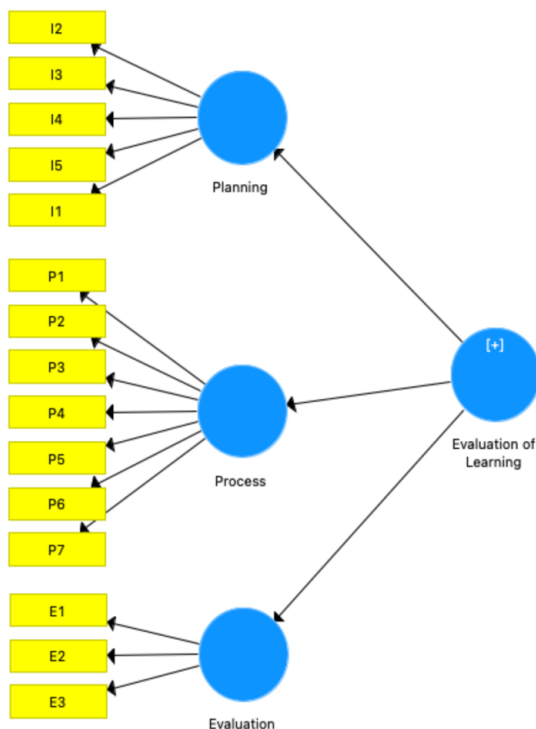 I2
I3
I4
I5
I1
Planning
P1
P2
P3
P4
P5
P6
P7
Process
[+]
Evaluation of
Learning
E1
E2
E3
Evaluation